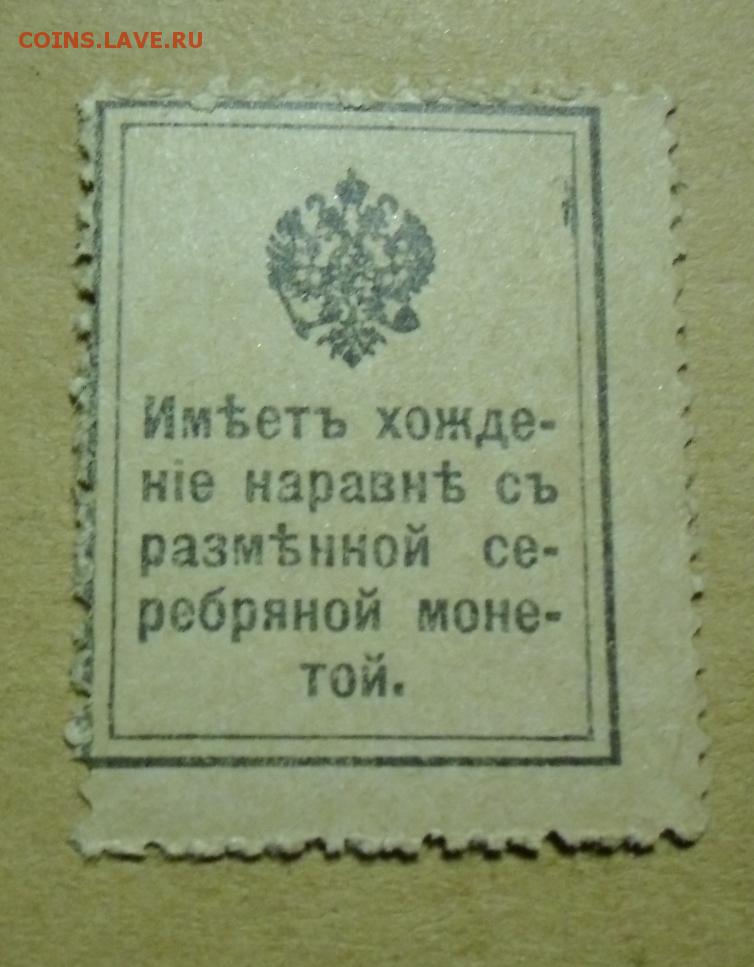 COINS.LAVE.RU
Имѣетъ хожде-
ніе наравнѣ съ
размѣнной се-
ребряной моне-
той.